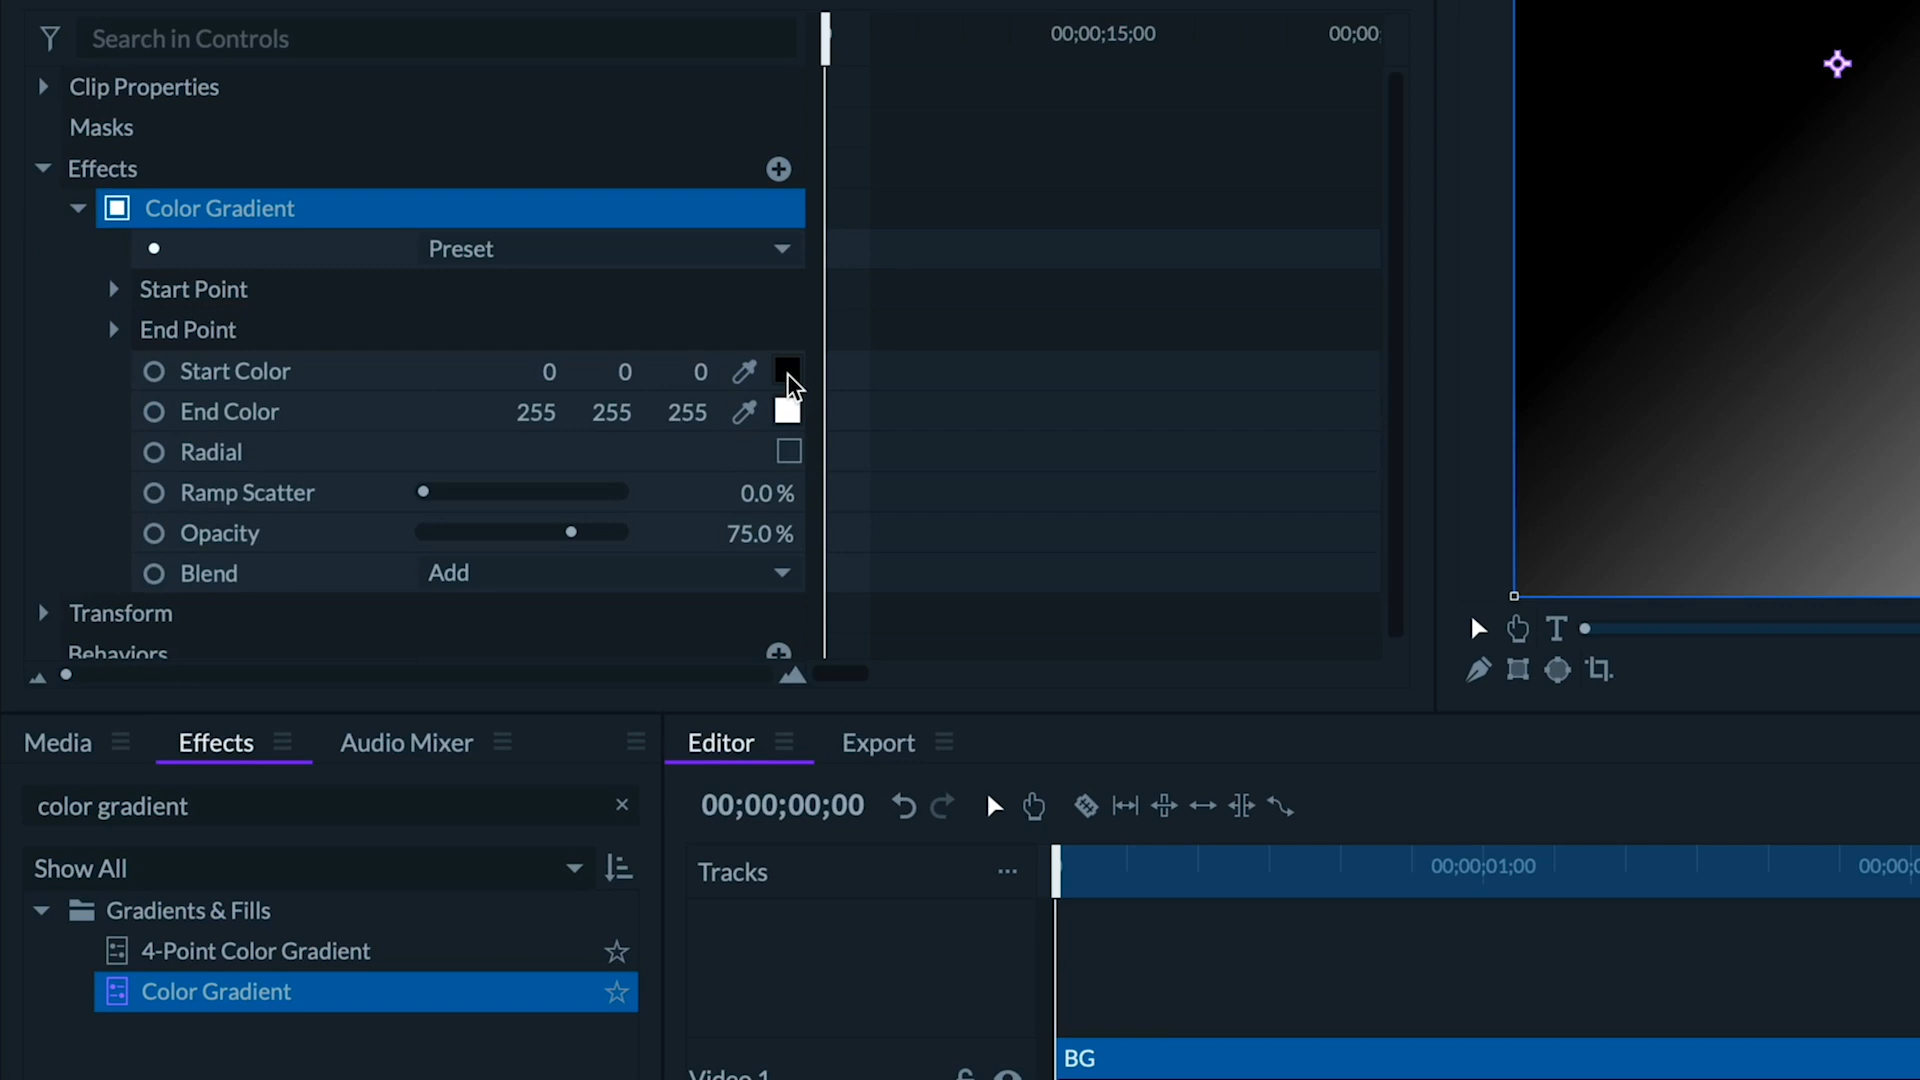 Search in Controls
00;00;15;00
00;00;
Clip Properties
Masks
Effects
Color Gradient
Preset
Start Point
End Point
Start Color 0 0 0
End Color 255 255 255
Radial
Ramp Scatter 0.0 %
Opacity 75.0 %
Blend Add
Transform
Behaviors
Media Effects Audio Mixer
Editor Export
color gradient
00;00;00;00
Show All
Tracks
00;00;01;00
00;00;0
Gradients & Fills
4-Point Color Gradient
Color Gradient
BG
Video 1